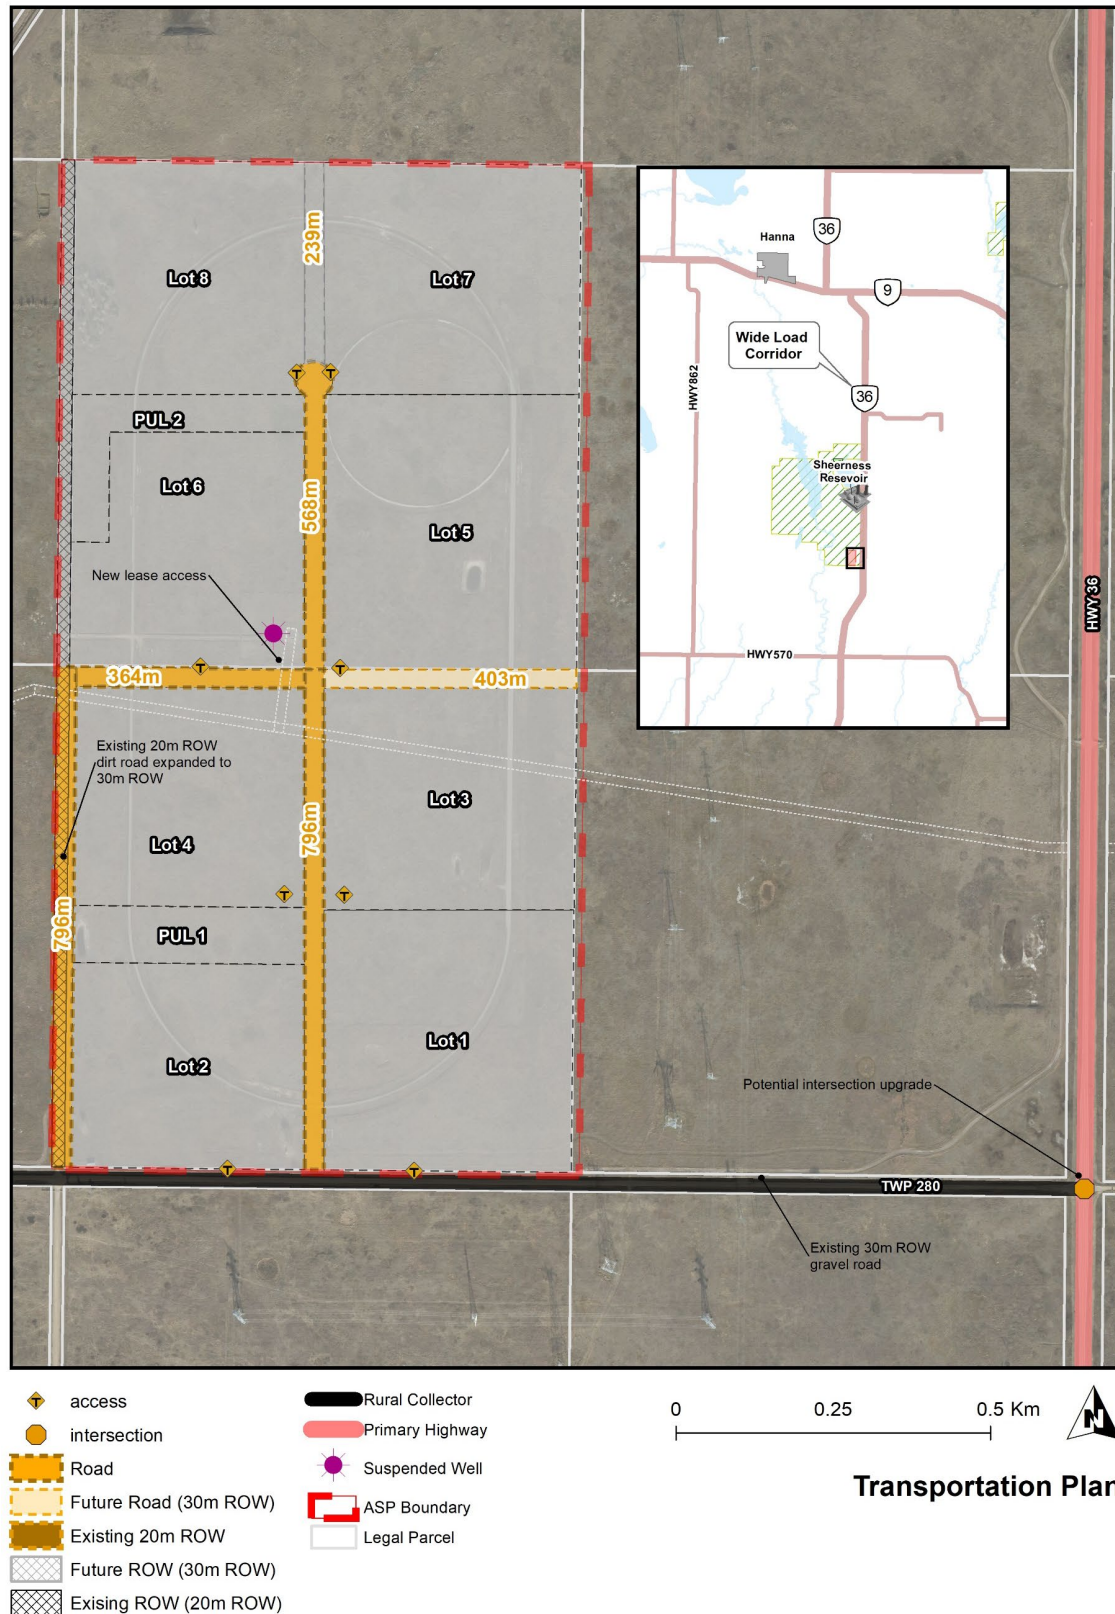 239m
Lot 8
Lot 7
T
T
PUL 2
Lot 6
568m
Lot 5
New lease access
T
T
364m
403m
Existing 20m ROW
dirt road expanded to
30m ROW
Lot 3
796m
Lot 4
T
T
796m
PUL 1
Lot 1
Lot 2
T
T
Potential intersection upgrade
TWP 280
Existing 30m ROW
gravel road
HWY 36
Hanna
36
9
Wide Load
Corridor
HWY862
36
Sheerness
Resevoir
HWY570
T access
intersection
Road
Future Road (30m ROW)
Existing 20m ROW
Future ROW (30m ROW)
Exising ROW (20m ROW)
Rural Collector
Primary Highway
Suspended Well
ASP Boundary
Legal Parcel
0 0.25 0.5 Km
N
Transportation Plan